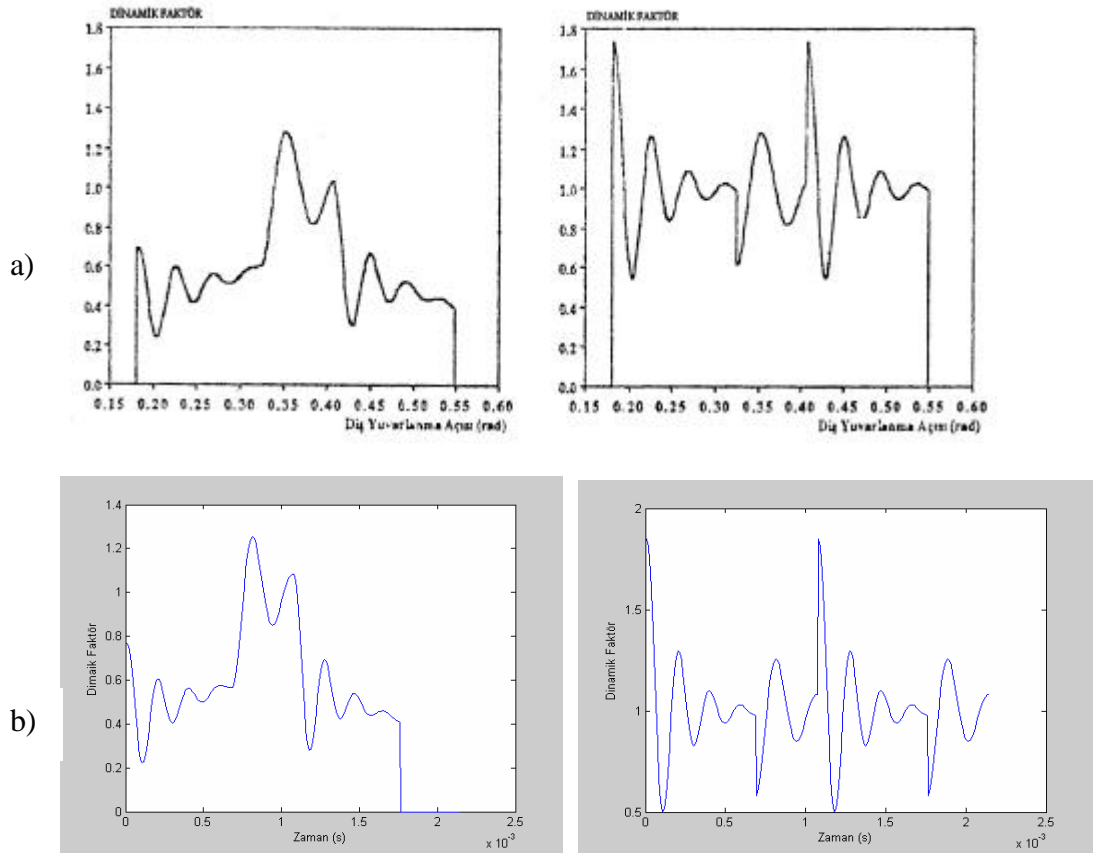 DİNAMİK FAKTÖR
1.8
1.6
1.4
1.2
1.0
0.8
0.6
0.4
0.2
0.0
0.15 0.20 0.25 0.30 0.35 0.40 0.45 0.50 0.55 0.60
Diş Yuvarlanma Açısı (rad)
DİNAMİK FAKTÖR
1.8
1.6
1.4
1.2
1.0
0.8
0.6
0.4
0.2
0.0
0.15 0.20 0.25 0.30 0.35 0.40 0.45 0.50 0.55 0.60
Diş Yuvarlanma Açısı (rad)
a)
1.4
1.2
1
0.8
0.6
0.4
0.2
0
Dimaik Faktör
0 0.5 1 1.5 2 2.5
Zaman (s)
x 10⁻³
2
1.5
1
0.5
Dinamik Faktör
0 0.5 1 1.5 2 2.5
Zaman (s)
x 10⁻³
b)